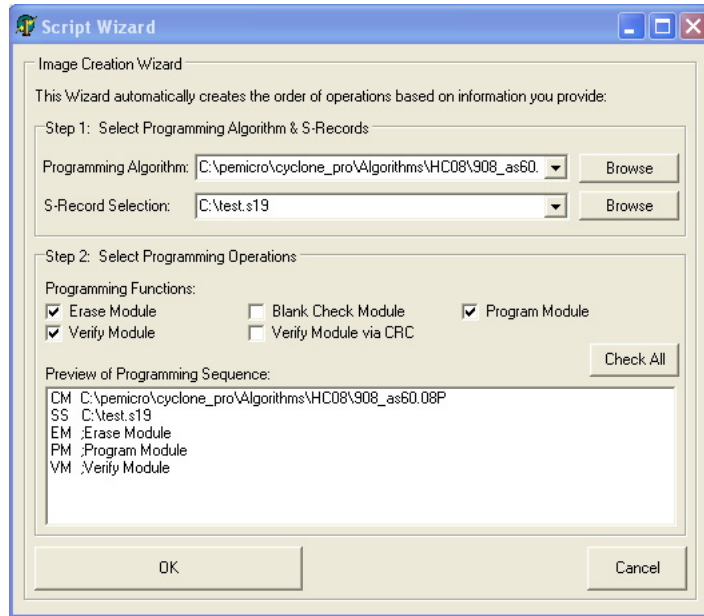 Script Wizard
Image Creation Wizard
This Wizard automatically creates the order of operations based on information you provide:
Step 1: Select Programming Algorithm & S-Records
Programming Algorithm: C:\pemicro\cyclone_pro\Algorithms\HC08\908_as60. Browse
S-Record Selection: C:\test.s19 Browse
Step 2: Select Programming Operations
Programming Functions:
Erase Module Blank Check Module Program Module
Verify Module Verify Module via CRC
Check All
Preview of Programming Sequence:
CM C:\pemicro\cyclone_pro\Algorithms\HC08\908_as60.08P
SS C:\test.s19
EM ;Erase Module
PM ;Program Module
VM ;Verify Module
OK Cancel